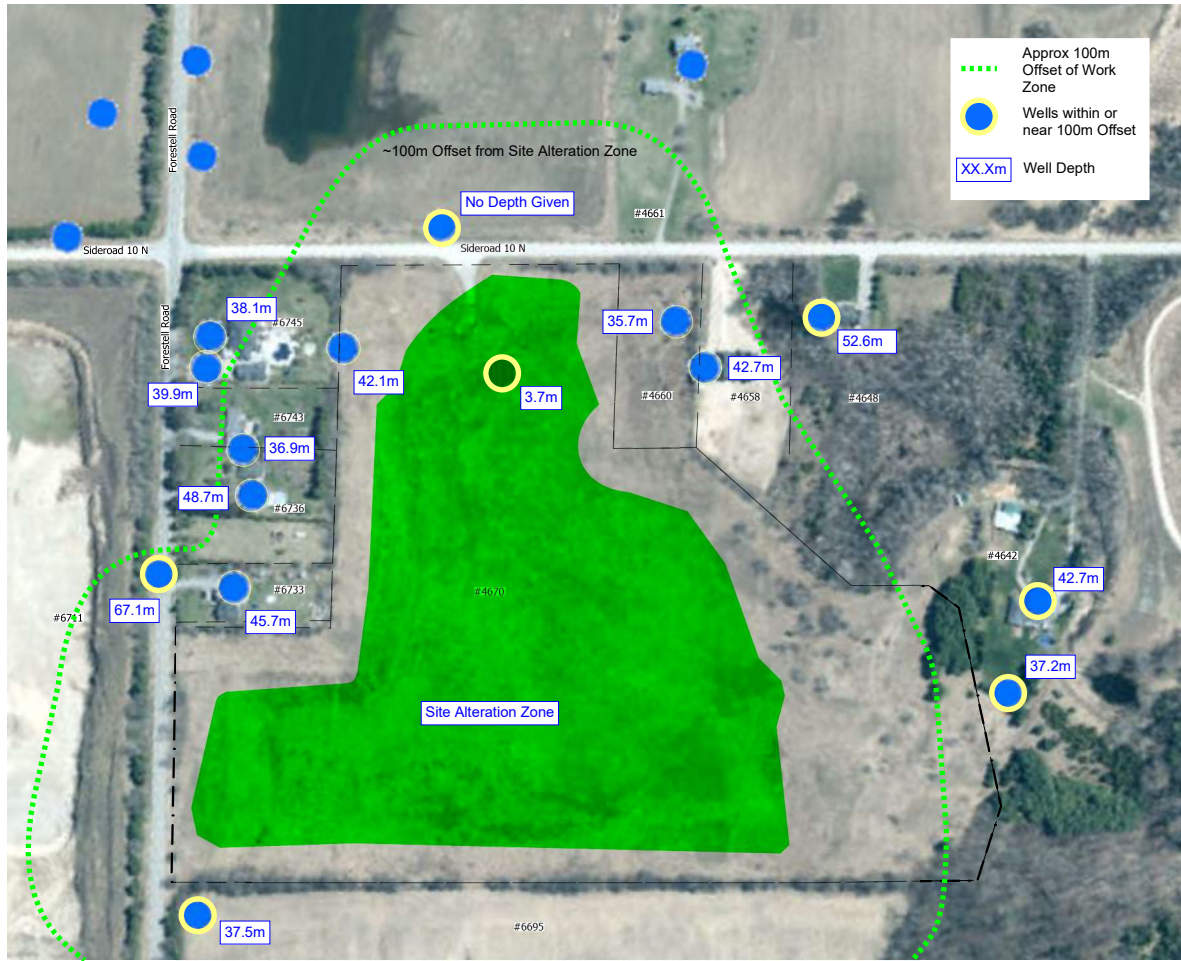 Approx 100m
Offset of Work
Zone
Wells within or
near 100m Offset
XX.Xm Well Depth
Forestell Road
~100m Offset from Site Alteration Zone
No Depth Given
#4661
Sideroad 10 N
Sideroad 10 N
38.1m
#6745
Forestell Road
35.7m
52.6m
42.1m
42.7m
39.9m
3.7m
#4660
#4658
#4648
#6743
36.9m
48.7m
#6736
#4642
42.7m
#6733
#4670
67.1m
#6711
45.7m
37.2m
Site Alteration Zone
37.5m
#6695